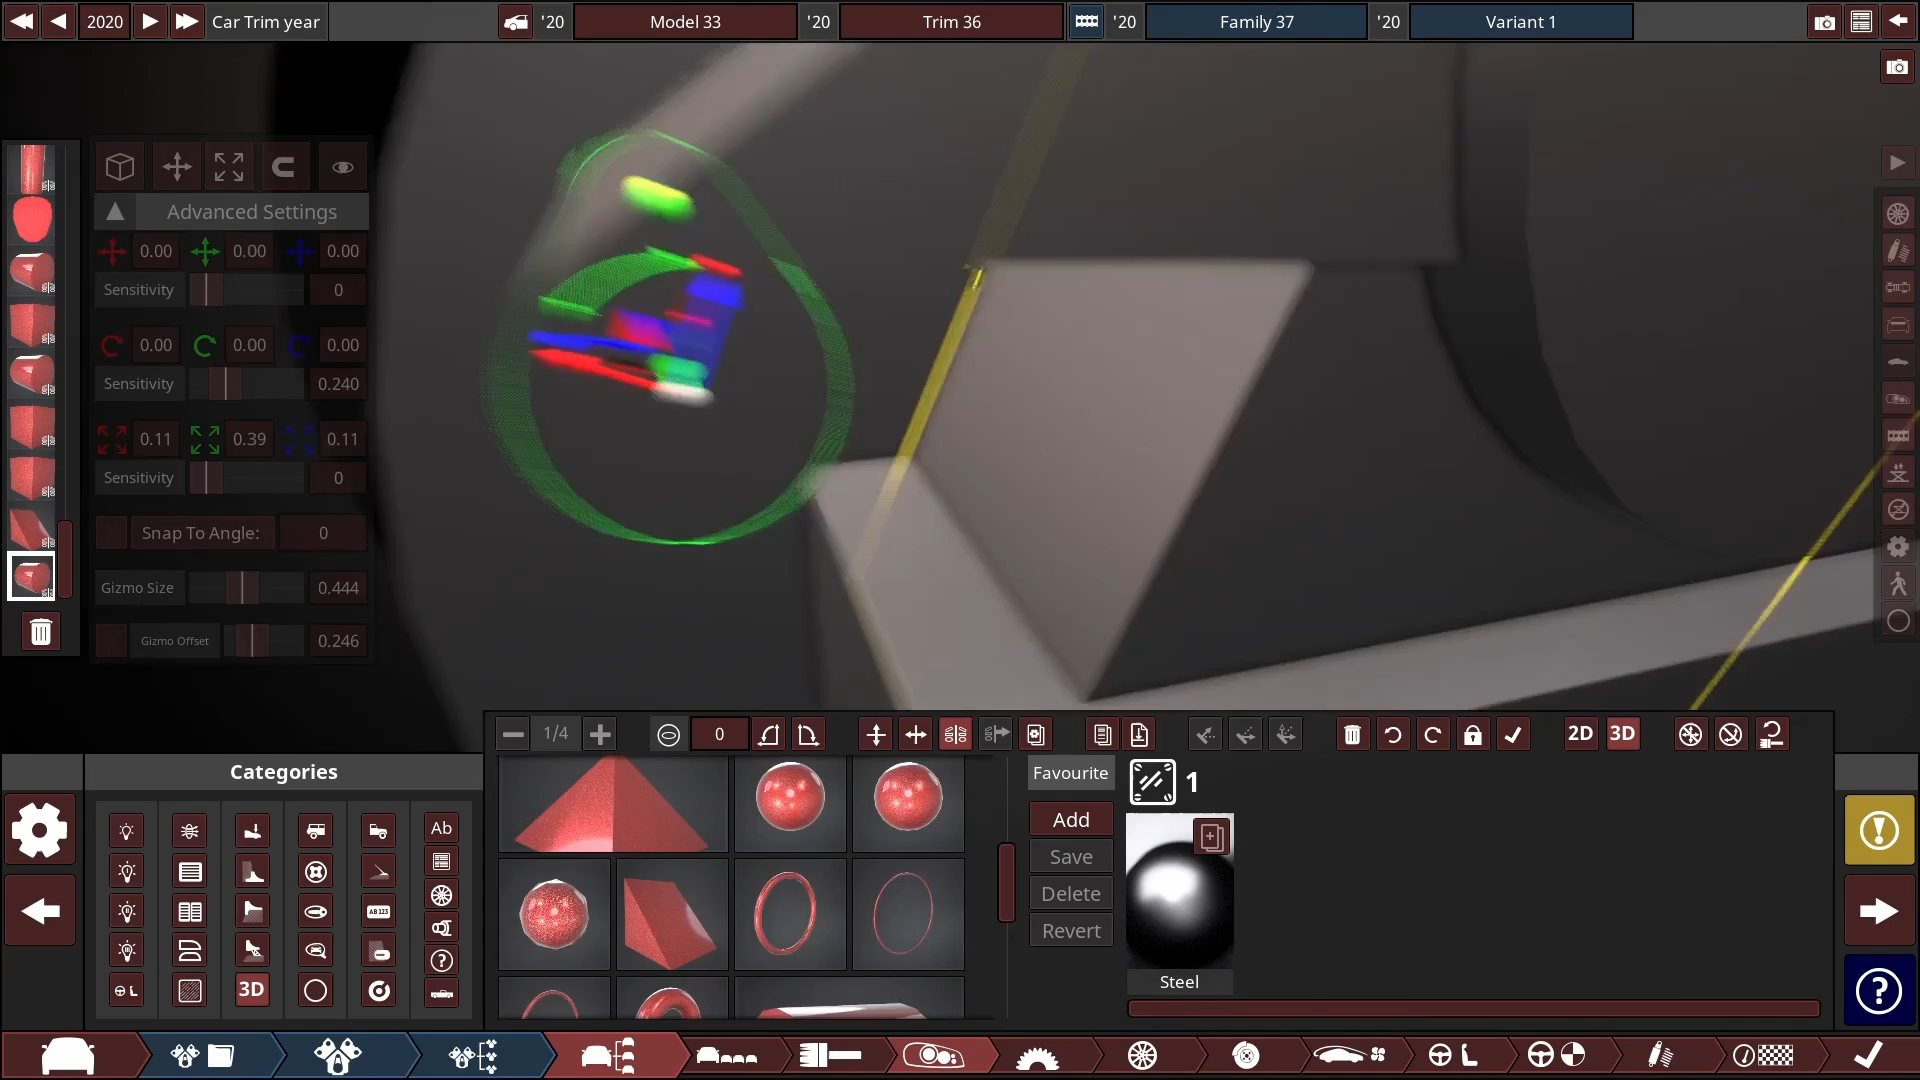 2020 Car Trim year '20 Model 33 '20 Trim 36 '20 Family 37 '20 Variant 1
Advanced Settings
0.00 0.00 0.00
Sensitivity 0
0.00 0.00 0.00
Sensitivity 0.240
0.11 0.39 0.11
Sensitivity 0
Snap To Angle: 0
Gizmo Size 0.444
Gizmo Offset 0.246
1/4 0 2D 3D
Categories
Ab
AB 123
3D
Favourite 1
Add
Save
Delete
Revert
Steel